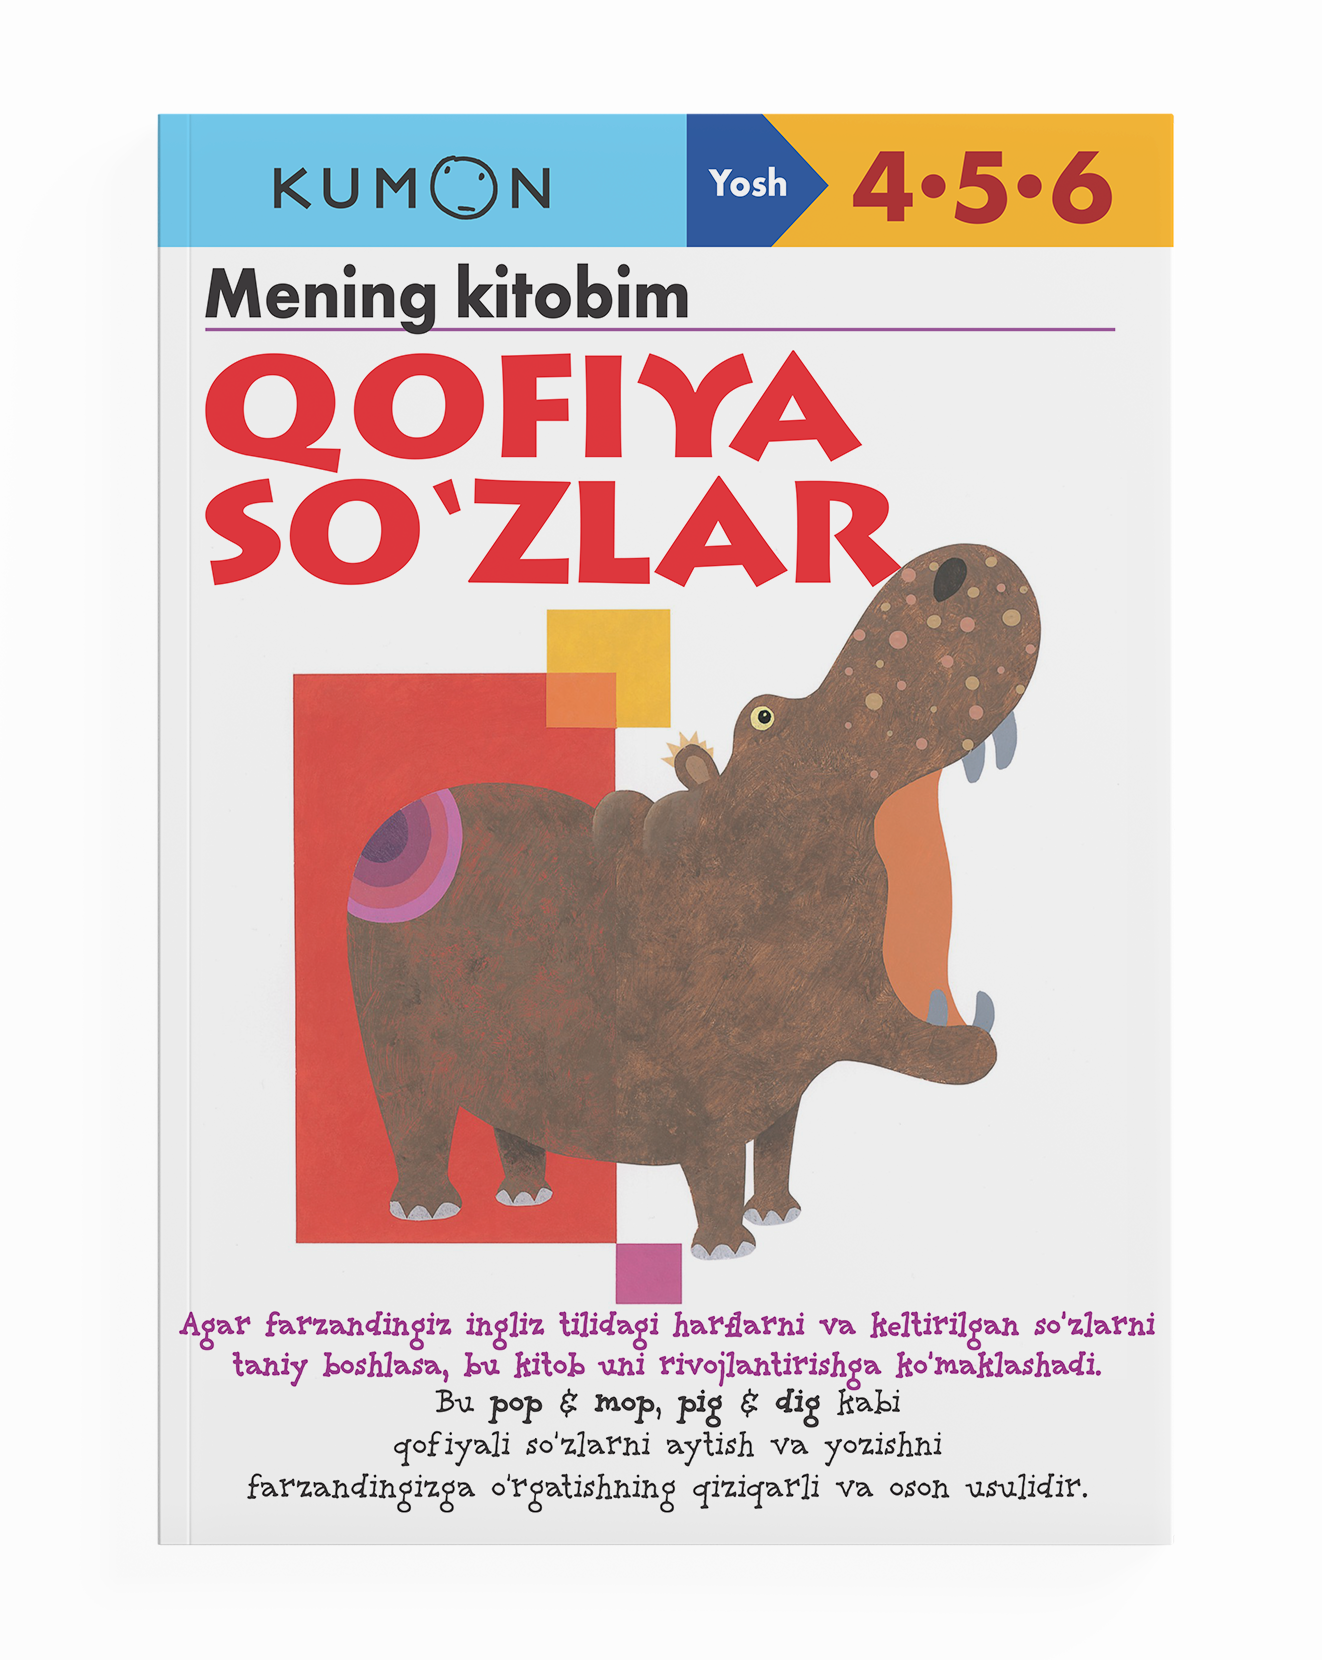 KUMON
Yosh
4•5•6
Mening kitobim
QOFIYA
SO‘ZLAR
Agar farzandingiz ingliz tilidagi harflarni va keltirilgan so'zlarni
taniy boshlasa, bu kitob uni rivojlantirishga ko'maklashadi.
Bu pop & mop, pig & dig kabi
qofiyali so'zlarni aytish va yozishni
farzandingizga o'rgatishning qiziqarli va oson usulidir.